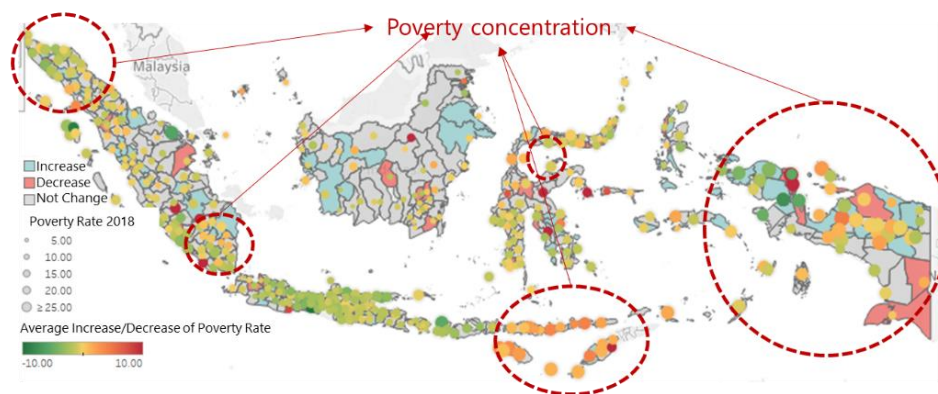 Poverty concentration
Malaysia
Increase
Decrease
Not Change
Poverty Rate 2018
5.00
10.00
15.00
20.00
≥25.00
Average Increase/Decrease of Poverty Rate
-10.00 10.00